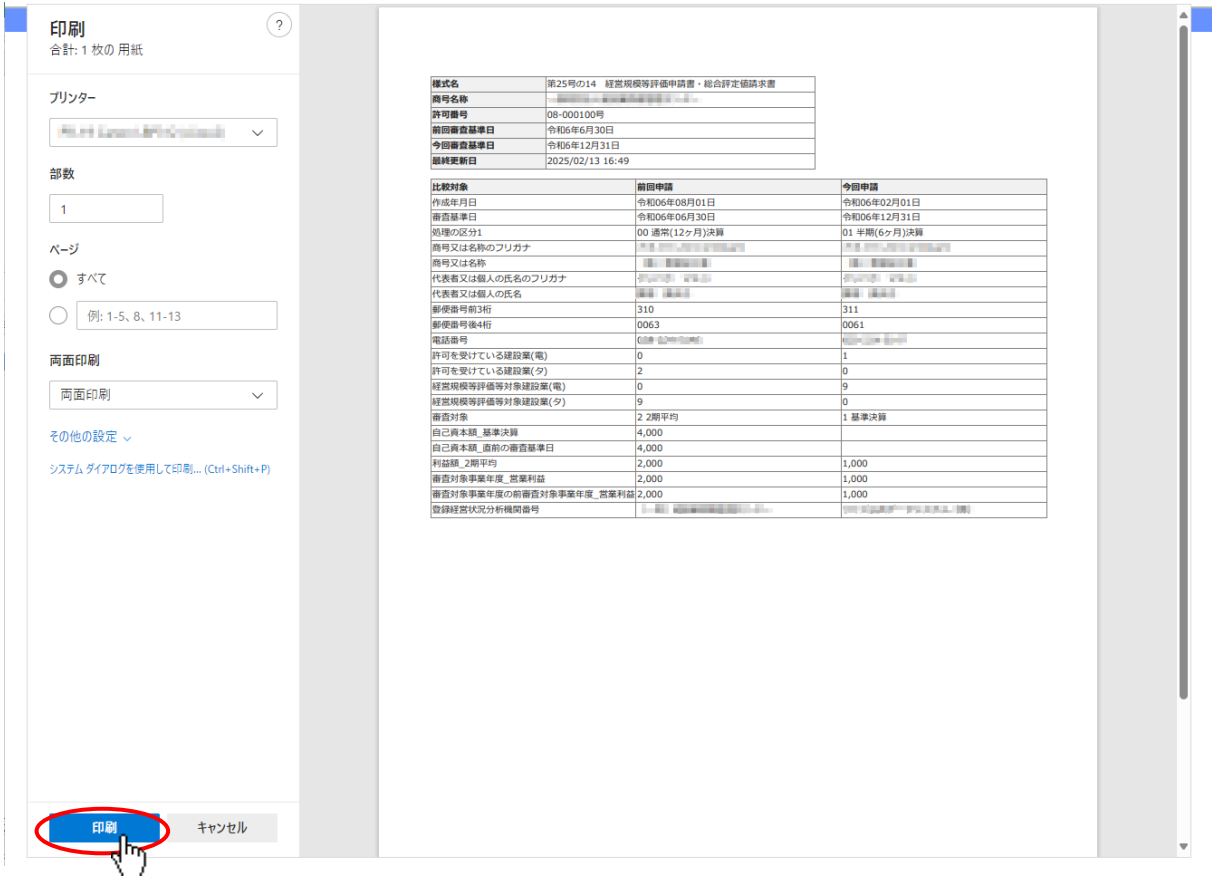 印刷
?
合計: 1 枚の 用紙
プリンター
部数
1
ページ
すべて
例: 1-5、8、11-13
両面印刷
両面印刷
その他の設定
システム ダイアログを使用して印刷... (Ctrl+Shift+P)
印刷 キャンセル
様式名 第25号の14 経営規模等評価申請書・総合評定値請求書
商号名称
許可番号 08-000100号
前回審査基準日 令和6年6月30日
今回審査基準日 令和6年12月31日
最終更新日 2025/02/13 16:49
比較対象 前回申請 今回申請
作成年月日 令和06年08月01日 令和06年02月01日
審査基準日 令和06年06月30日 令和06年12月31日
処理の区分1 00 通常(12ヶ月)決算 01 半期(6ヶ月)決算
商号又は名称のフリガナ
商号又は名称
代表者又は個人の氏名のフリガナ
代表者又は個人の氏名
郵便番号前3桁 310 311
郵便番号後4桁 0063 0061
電話番号
許可を受けている建設業(電) 0 1
許可を受けている建設業(タ) 2 0
経営規模等評価等対象建設業(電) 0 9
経営規模等評価等対象建設業(タ) 9 0
審査対象 2 2期平均 1 基準決算
自己資本額_基準決算 4,000
自己資本額_直前の審査基準日 4,000
利益額_2期平均 2,000 1,000
審査対象事業年度_営業利益 2,000 1,000
審査対象事業年度の前審査対象事業年度_営業利益 2,000 1,000
登録経営状況分析機関番号